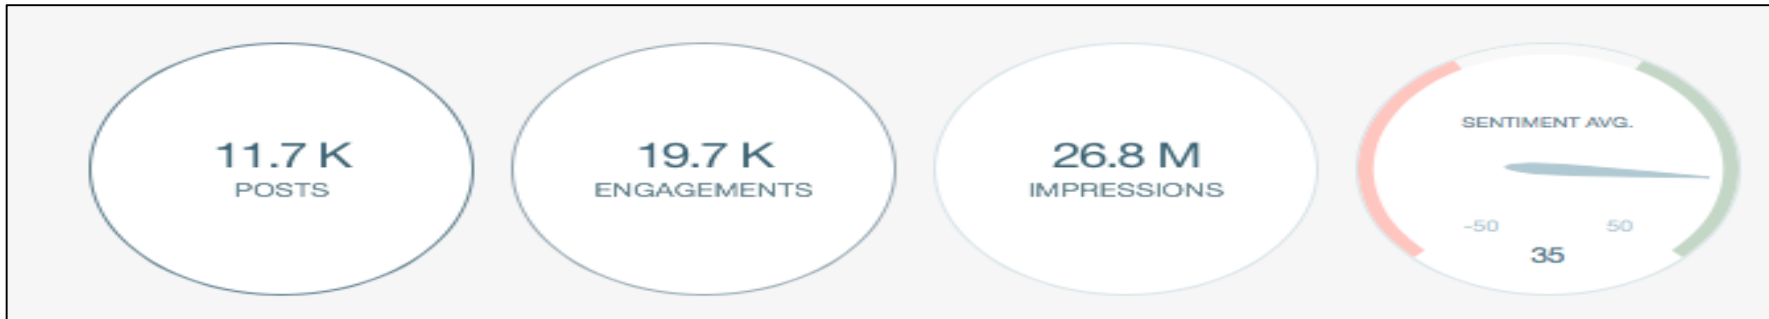 11.7 K
POSTS
19.7 K
ENGAGEMENTS
26.8 M
IMPRESSIONS
SENTIMENT AVG.
-50 50
35